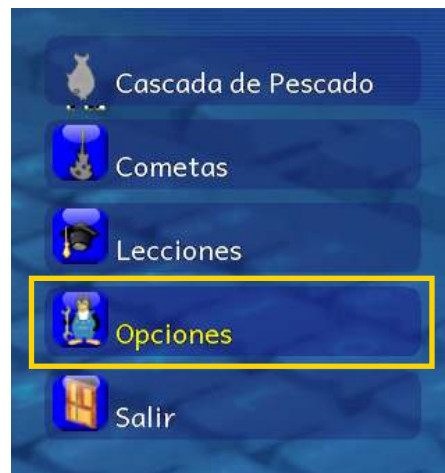 Cascada de Pescado
Cometas
Lecciones
Opciones
Salir